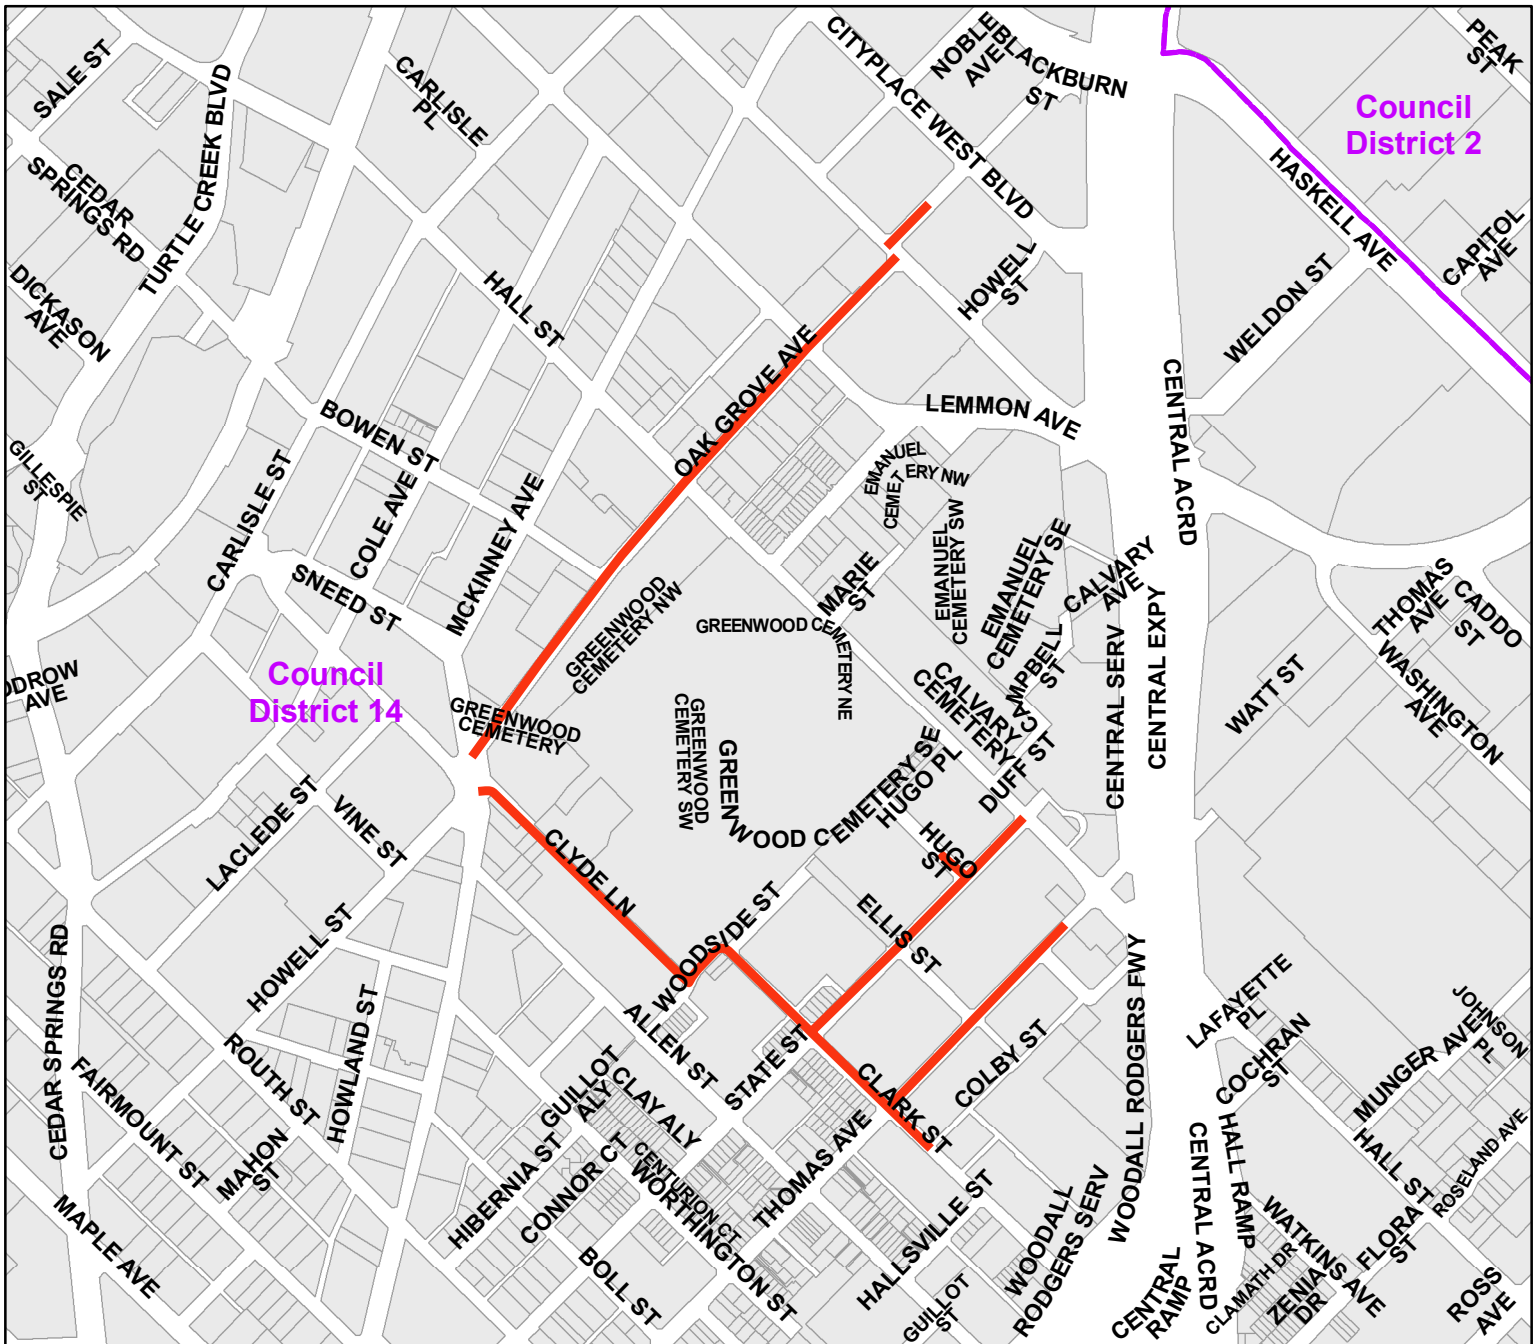 SALE ST
TURTLE CREEK BLVD
CARLISLE
PL
CITYPLACE WEST BLVD
NOBLE
AVE
BLACKBURN
ST
PEAK
ST
Council
District 2
HASKELL AVE
CAPITOL
AVE
CEDAR
SPRINGS RD
DICKASON
AVE
HALL ST
HOWELL
ST
WELDON ST
OAK GROVE AVE
LEMMON AVE
CENTRAL ACRD
GILLESPIE
ST
BOWEN ST
CARLISLE ST
COLE AVE
MCKINNEY AVE
SNEED ST
EMANUEL
CEMETERY NW
EMANUEL
CEMETERY SW
EMANUEL
CEMETERY SE
MARIE
ST
CALVARY
AVE
CAMPBELL
ST
THOMAS
AVE
CADDO
ST
WASHINGTON
AVE
WATT ST
GREENWOOD
CEMETERY NW
GREENWOOD CEMETERY NE
CALVARY
CEMETERY
DUFF ST
CENTRAL SERV
CENTRAL EXPY
DROW
AVE
Council
District 14
GREENWOOD
CEMETERY
GREENWOOD
CEMETERY SW
GREENWOOD CEMETERY SE
HUGO PL
HUGO
ST
LACLEDE ST
VINE ST
CLYDE LN
WOODSIDE ST
ELLIS ST
HOWELL ST
CEDAR SPRINGS RD
HOWLAND ST
ROUTH ST
ALLEN ST
STATE ST
CLARK ST
COLBY ST
WOODALL RODGERS FWY
LAFAYETTE
PL
COCHRAN
ST
MUNGER AVE
JOHNSON
PL
FAIRMOUNT ST
MAHON
ST
GUILLOT
ALY
CLAY ALY
HIBERNIA ST
CONNOR CT
CENTURION CT
WORTHINGTON ST
THOMAS AVE
BOLL ST
HALLSVILLE ST
GUILLOT
ST
WOODALL
RODGERS SERV
MAPLE AVE
CENTRAL
RAMP
CENTRAL ACRD
HALL RAMP
HALL ST
ROSELAND AVE
FLORA
ST
WATKINS AVE
CLAMATH DR
ZENIA
DR
ROSS
AVE